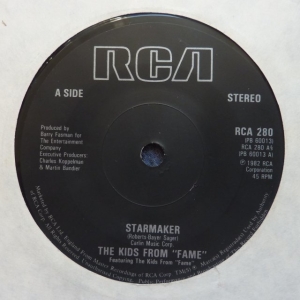 RCA
A SIDE
STEREO
Produced by
Barry Fasman for
The Entertainment
Company
Executive Producers:
Charles Koppelman
& Martin Bandier
RCA 280
(PB 60013)
RCA 280 A
(PB 60013 A)
℗ 1982 RCA
Corporation
45 RPM
STARMAKER
(Roberts-Bayer Sager)
Carlin Music Corp.
THE KIDS FROM "FAME"
Featuring The Kids From "Fame"